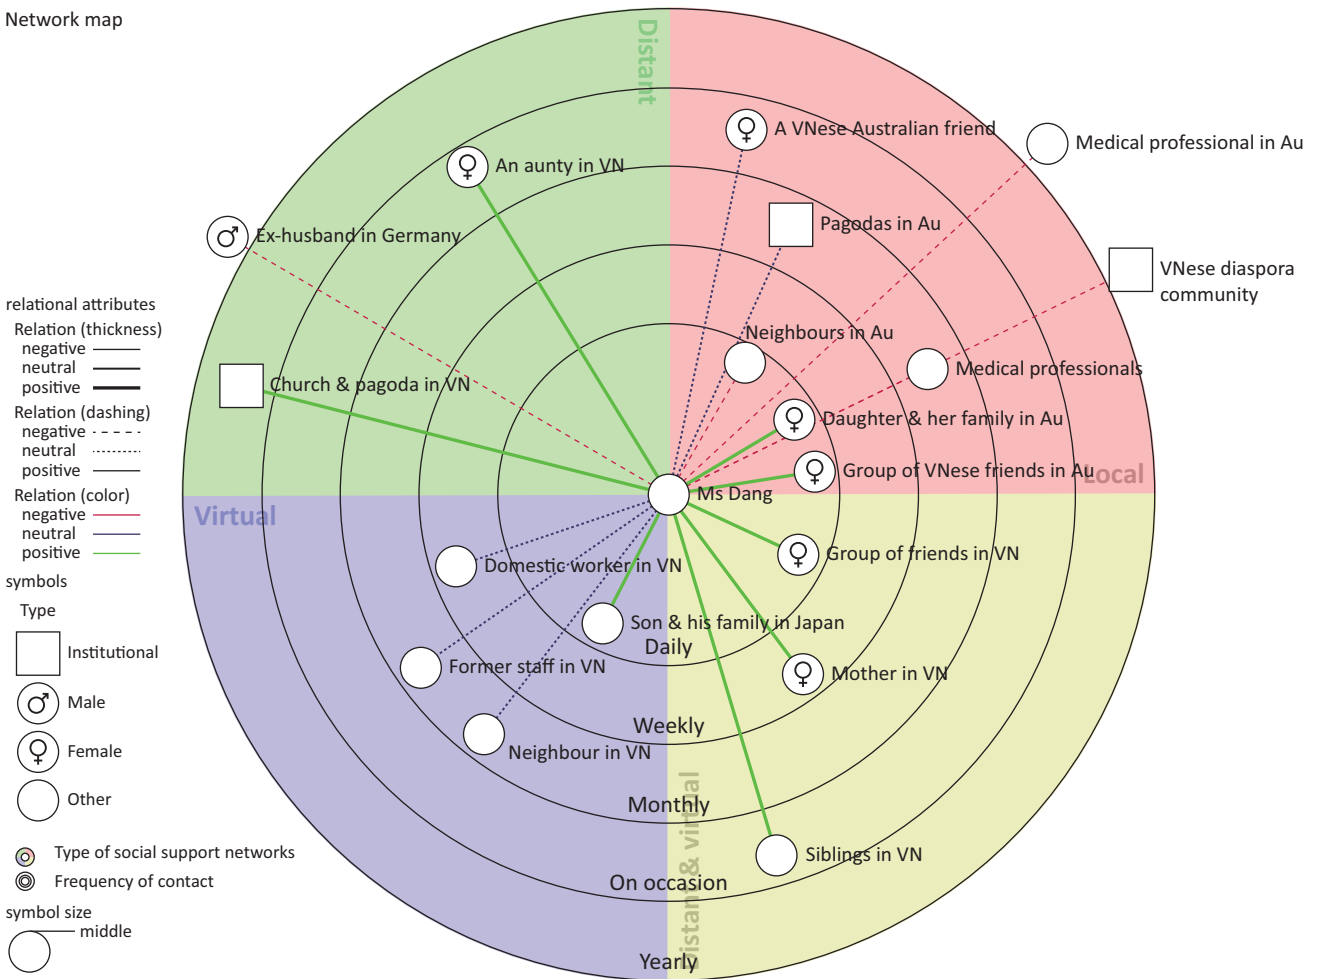 Network map
Distant
A VNese Australian friend
Medical professional in Au
An aunty in VN
Pagodas in Au
Ex-husband in Germany
VNese diaspora
community
relational attributes
Relation (thickness)
negative
neutral
positive
Relation (dashing)
negative
neutral
positive
Relation (color)
negative
neutral
positive
Neighbours in Au
Medical professionals
Church & pagoda in VN
Daughter & her family in Au
Group of VNese friends in Au
Local
Ms Dang
Virtual
Group of friends in VN
Domestic worker in VN
Son & his family in Japan
Daily
Former staff in VN
Mother in VN
Weekly
Neighbour in VN
Monthly
Distant & virtual
Siblings in VN
On occasion
Yearly
symbols
Type
Institutional
Male
Female
Other
Type of social support networks
Frequency of contact
symbol size
middle